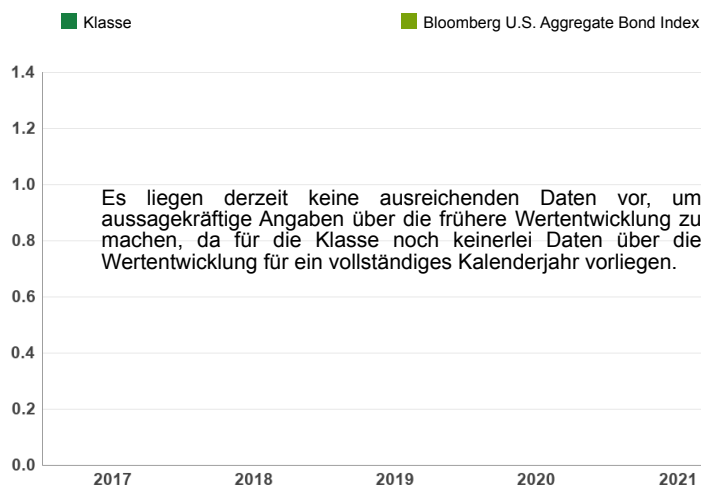 Klasse Bloomberg U.S. Aggregate Bond Index
1.4
1.2
1.0
Es liegen derzeit keine ausreichenden Daten vor, um
aussagekräftige Angaben über die frühere Wertentwicklung zu
0.8
machen, da für die Klasse noch keinerlei Daten über die
Wertentwicklung für ein vollständiges Kalenderjahr vorliegen.
0.6
0.4
0.2
0.0
2017 2018 2019 2020 2021